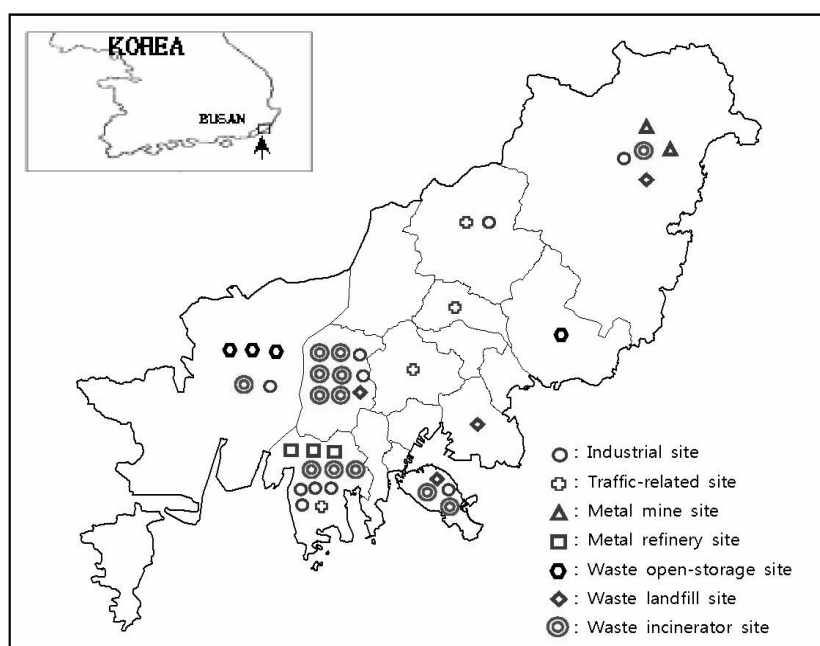 KOREA
BUSAN
: Industrial site
: Traffic-related site
: Metal mine site
: Metal refinery site
: Waste open-storage site
: Waste landfill site
: Waste incinerator site